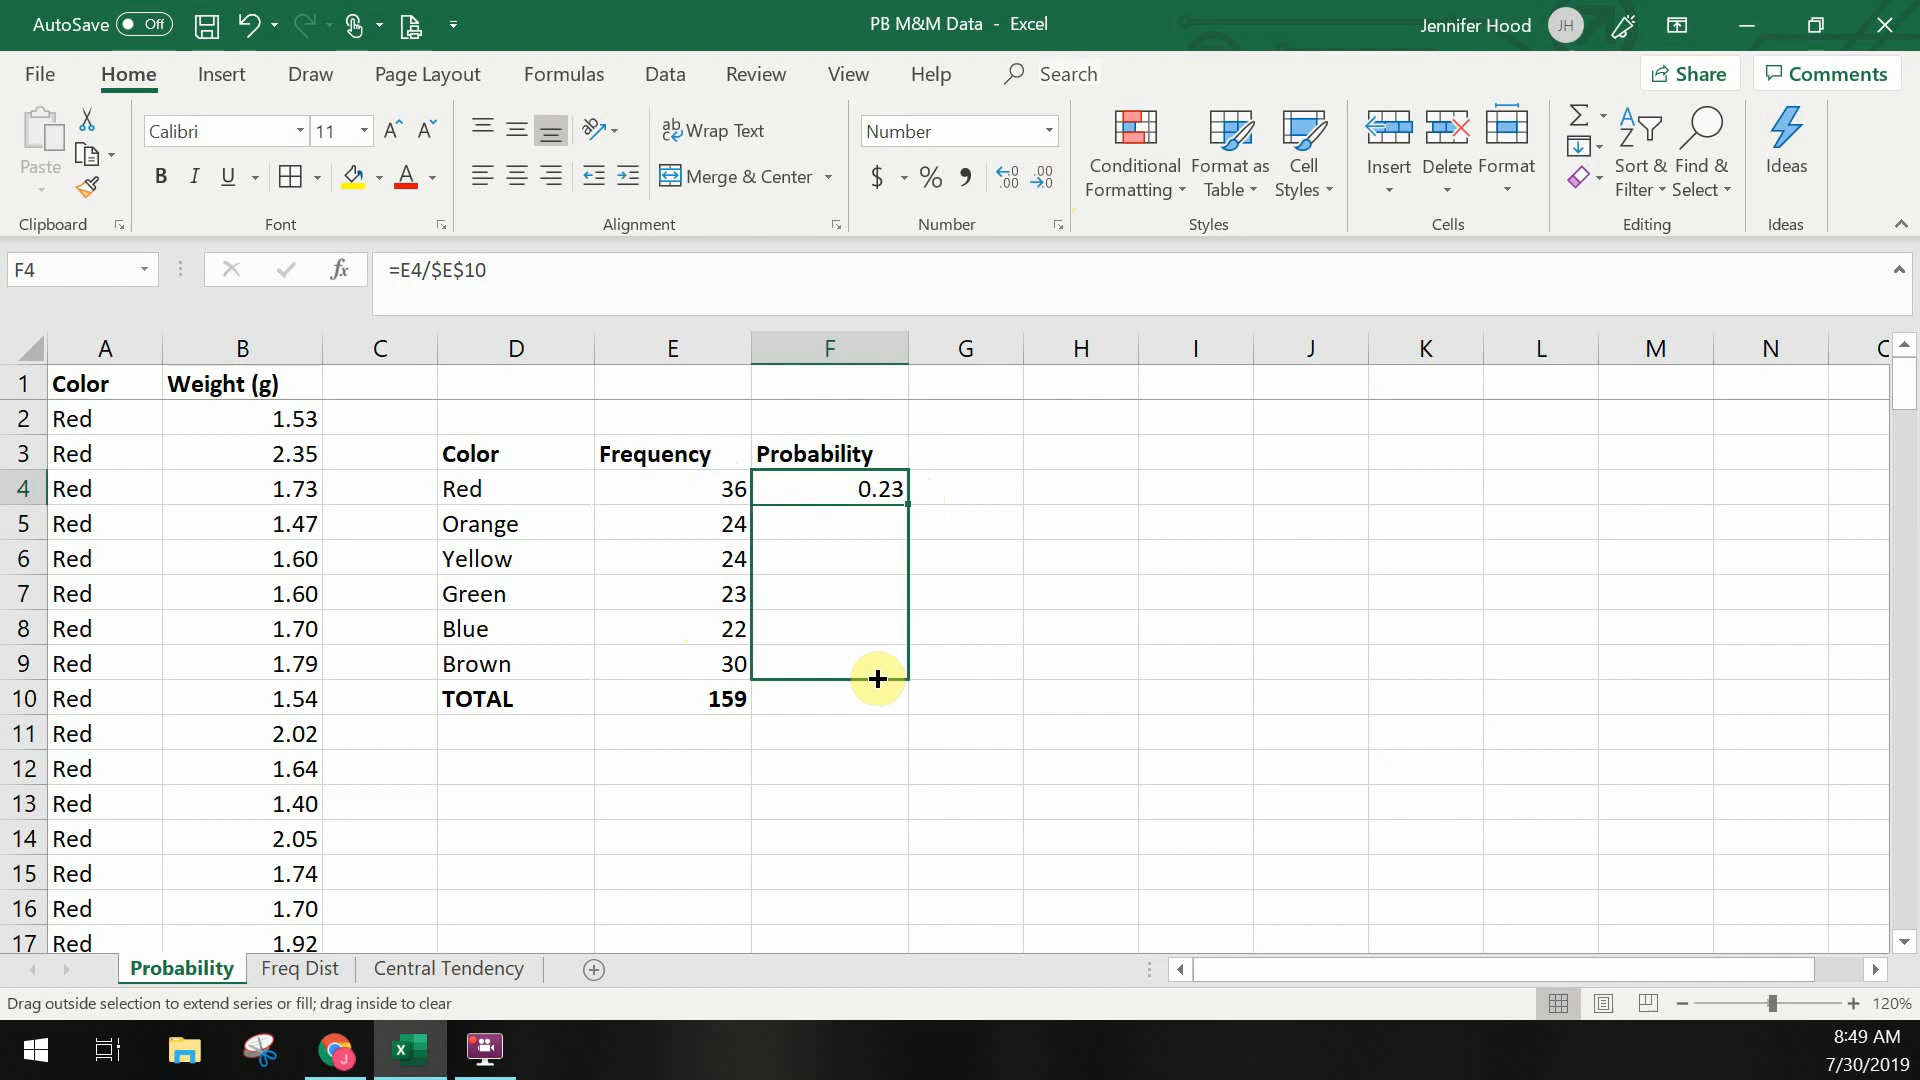 AutoSave Off
PB M&M Data - Excel
Jennifer Hood JH
File Home Insert Draw Page Layout Formulas Data Review View Help Search
Share Comments
Paste
Clipboard
Calibri 11
B I U
Font
Wrap Text
Merge & Center
Alignment
Number
$ % 9
Number
Conditional Formatting
Format as Table
Cell Styles
Styles
Insert Delete Format
Cells
Sort & Filter
Find & Select
Editing
Ideas
Ideas
F4 fx =E4/$E$10
A B C D E F G H I J K L M N
1 Color Weight (g)
2 Red 1.53
3 Red 2.35 Color Frequency Probability
4 Red 1.73 Red 36 0.23
5 Red 1.47 Orange 24
6 Red 1.60 Yellow 24
7 Red 1.60 Green 23
8 Red 1.70 Blue 22
9 Red 1.79 Brown 30
10 Red 1.54 TOTAL 159
11 Red 2.02
12 Red 1.64
13 Red 1.40
14 Red 2.05
15 Red 1.74
16 Red 1.70
17 Red 1.92
Probability Freq Dist Central Tendency
Drag outside selection to extend series or fill; drag inside to clear
120%
8:49 AM
7/30/2019